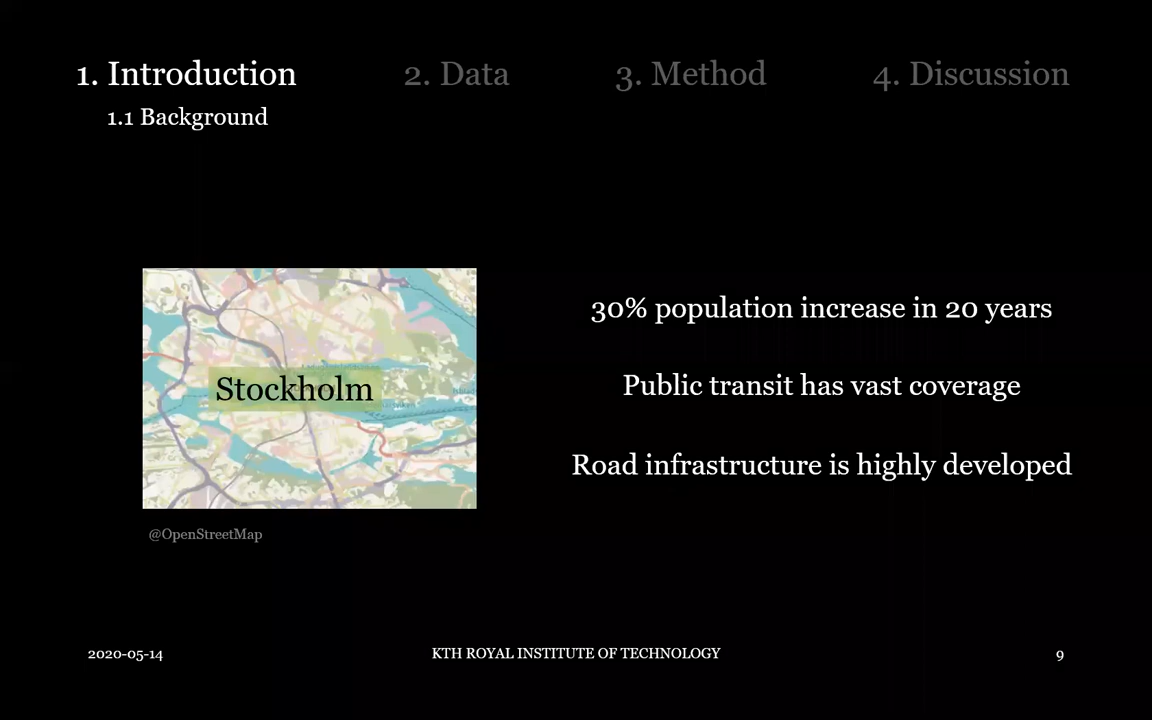 1. Introduction
2. Data
3. Method
4. Discussion
1.1 Background
Stockholm
30% population increase in 20 years
Public transit has vast coverage
Road infrastructure is highly developed
@OpenStreetMap
2020-05-14
KTH ROYAL INSTITUTE OF TECHNOLOGY
9